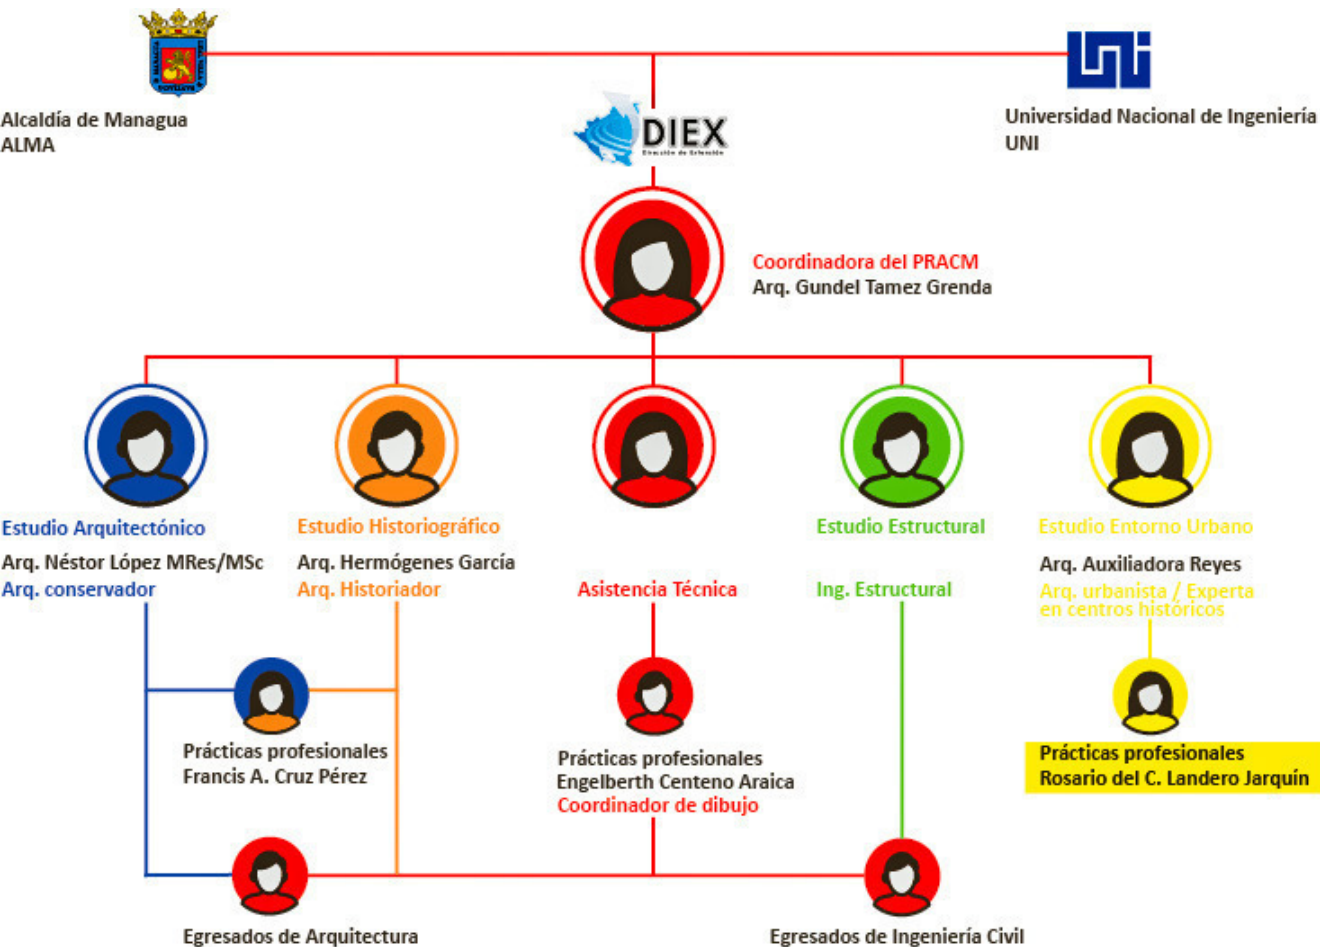 Alcaldía de Managua
ALMA
DIEX
Dirección de Extensión
uni
Universidad Nacional de Ingeniería
UNI
Coordinadora del PRACM
Arq. Gundel Tamez Grenda
Estudio Arquitectónico
Arq. Néstor López MRes/MSc
Arq. conservador
Estudio Historiográfico
Arq. Hermógenes García
Arq. Historiador
Asistencia Técnica
Estudio Estructural
Ing. Estructural
Estudio Entorno Urbano
Arq. Auxiliadora Reyes
Arq. urbanista / Experta
en centros históricos
Prácticas profesionales
Francis A. Cruz Pérez
Prácticas profesionales
Engelberth Centeno Araica
Coordinador de dibujo
Prácticas profesionales
Rosario del C. Landero Jarquín
Egresados de Arquitectura
Egresados de Ingeniería Civil